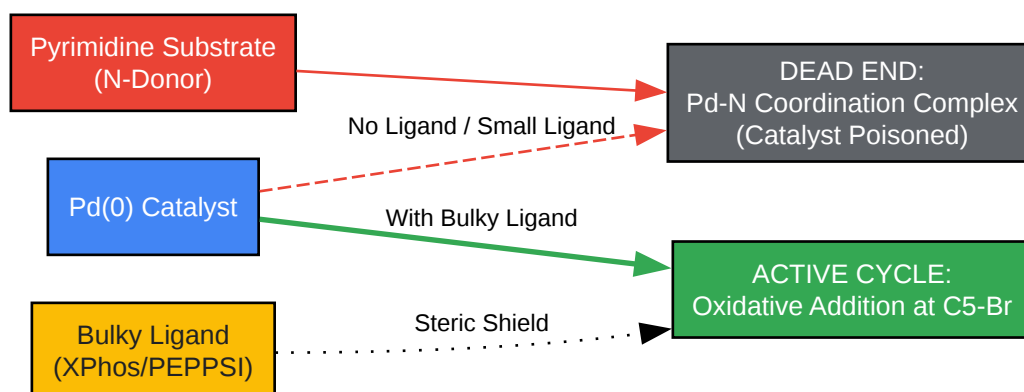 Pyrimidine Substrate
(N-Donor)
DEAD END:
Pd-N Coordination Complex
(Catalyst Poisoned)
No Ligand / Small Ligand
Pd(0) Catalyst
With Bulky Ligand
ACTIVE CYCLE:
Oxidative Addition at C5-Br
Bulky Ligand
(XPhos/PEPPSI)
Steric Shield